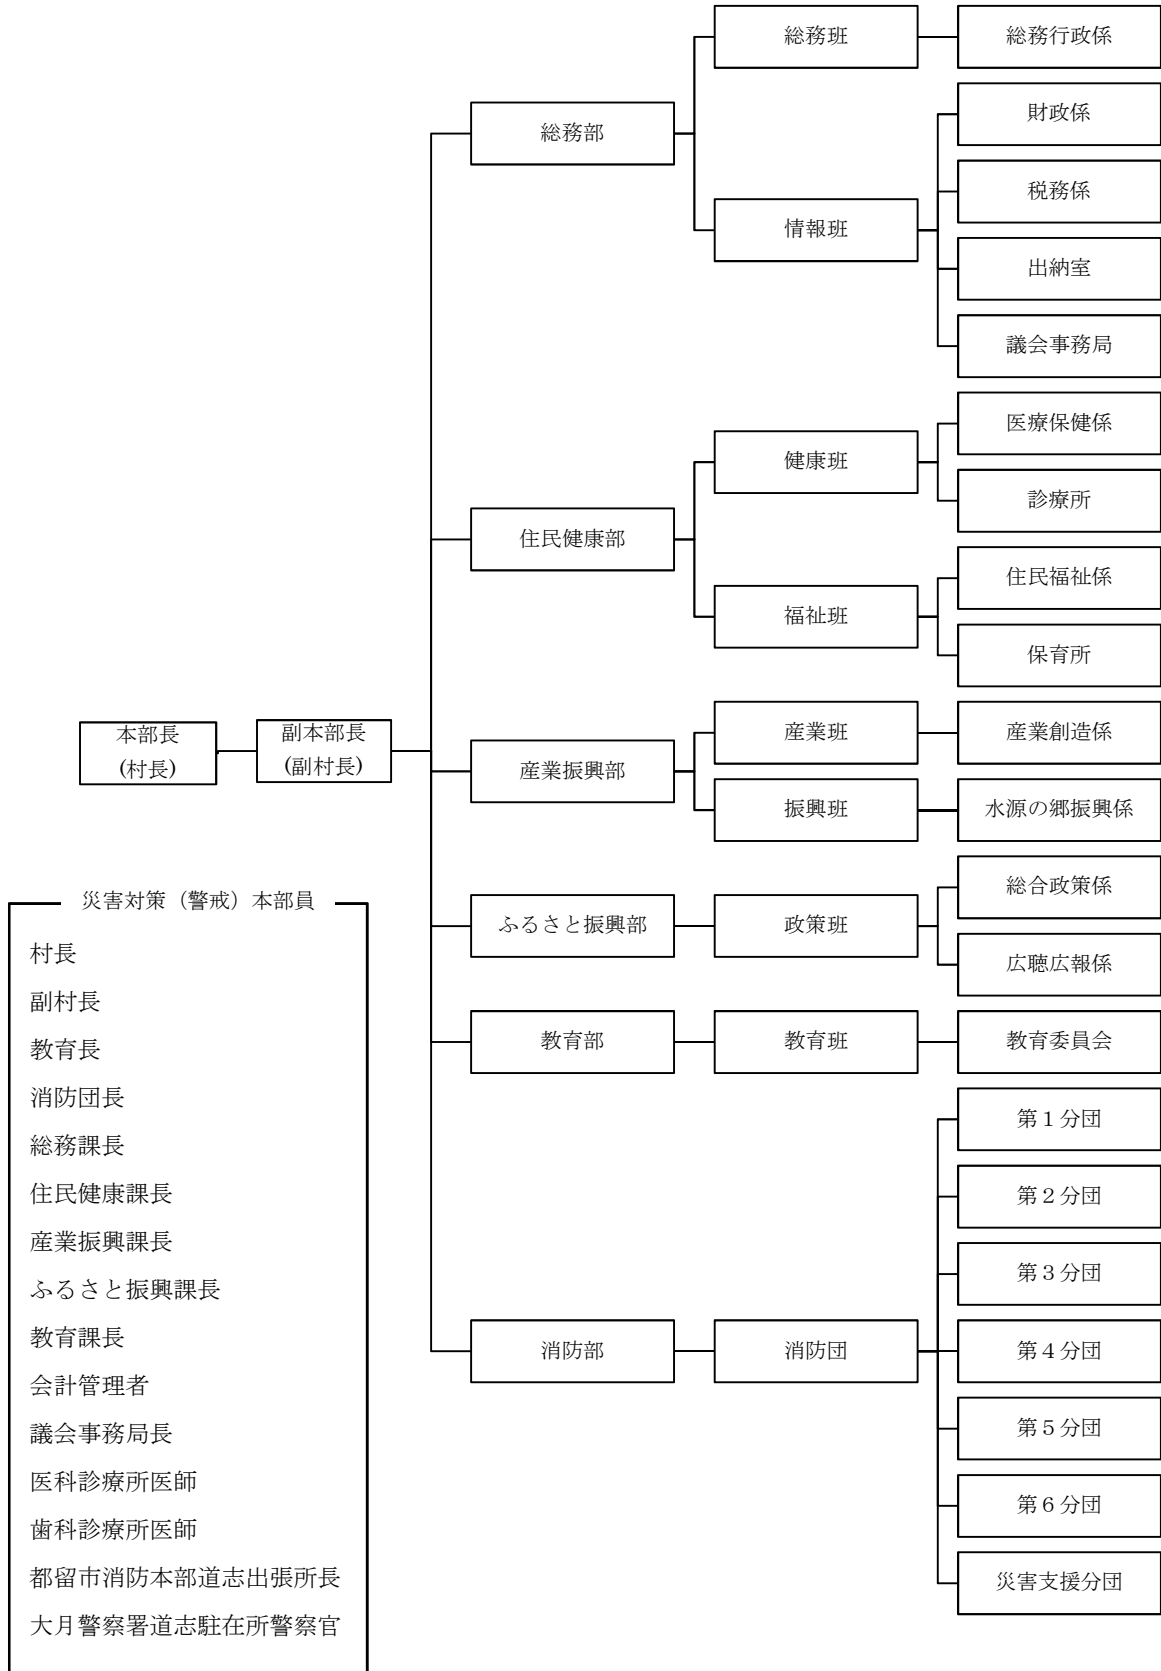 総務班
総務行政係
総務部
財政係
税務係
情報班
出納室
議会事務局
医療保健係
健康班
診療所
住民健康部
住民福祉係
福祉班
保育所
本部長
(村長)
副本部長
(副村長)
産業班
産業創造係
産業振興部
振興班
水源の郷振興係
総合政策係
ふるさと振興部
政策班
広聴広報係
教育部
教育班
教育委員会
第１分団
第２分団
第３分団
消防部
消防団
第４分団
第５分団
第６分団
災害支援分団
災害対策（警戒）本部員
村長
副村長
教育長
消防団長
総務課長
住民健康課長
産業振興課長
ふるさと振興課長
教育課長
会計管理者
議会事務局長
医科診療所医師
歯科診療所医師
都留市消防本部道志出張所長
大月警察署道志駐在所警察官